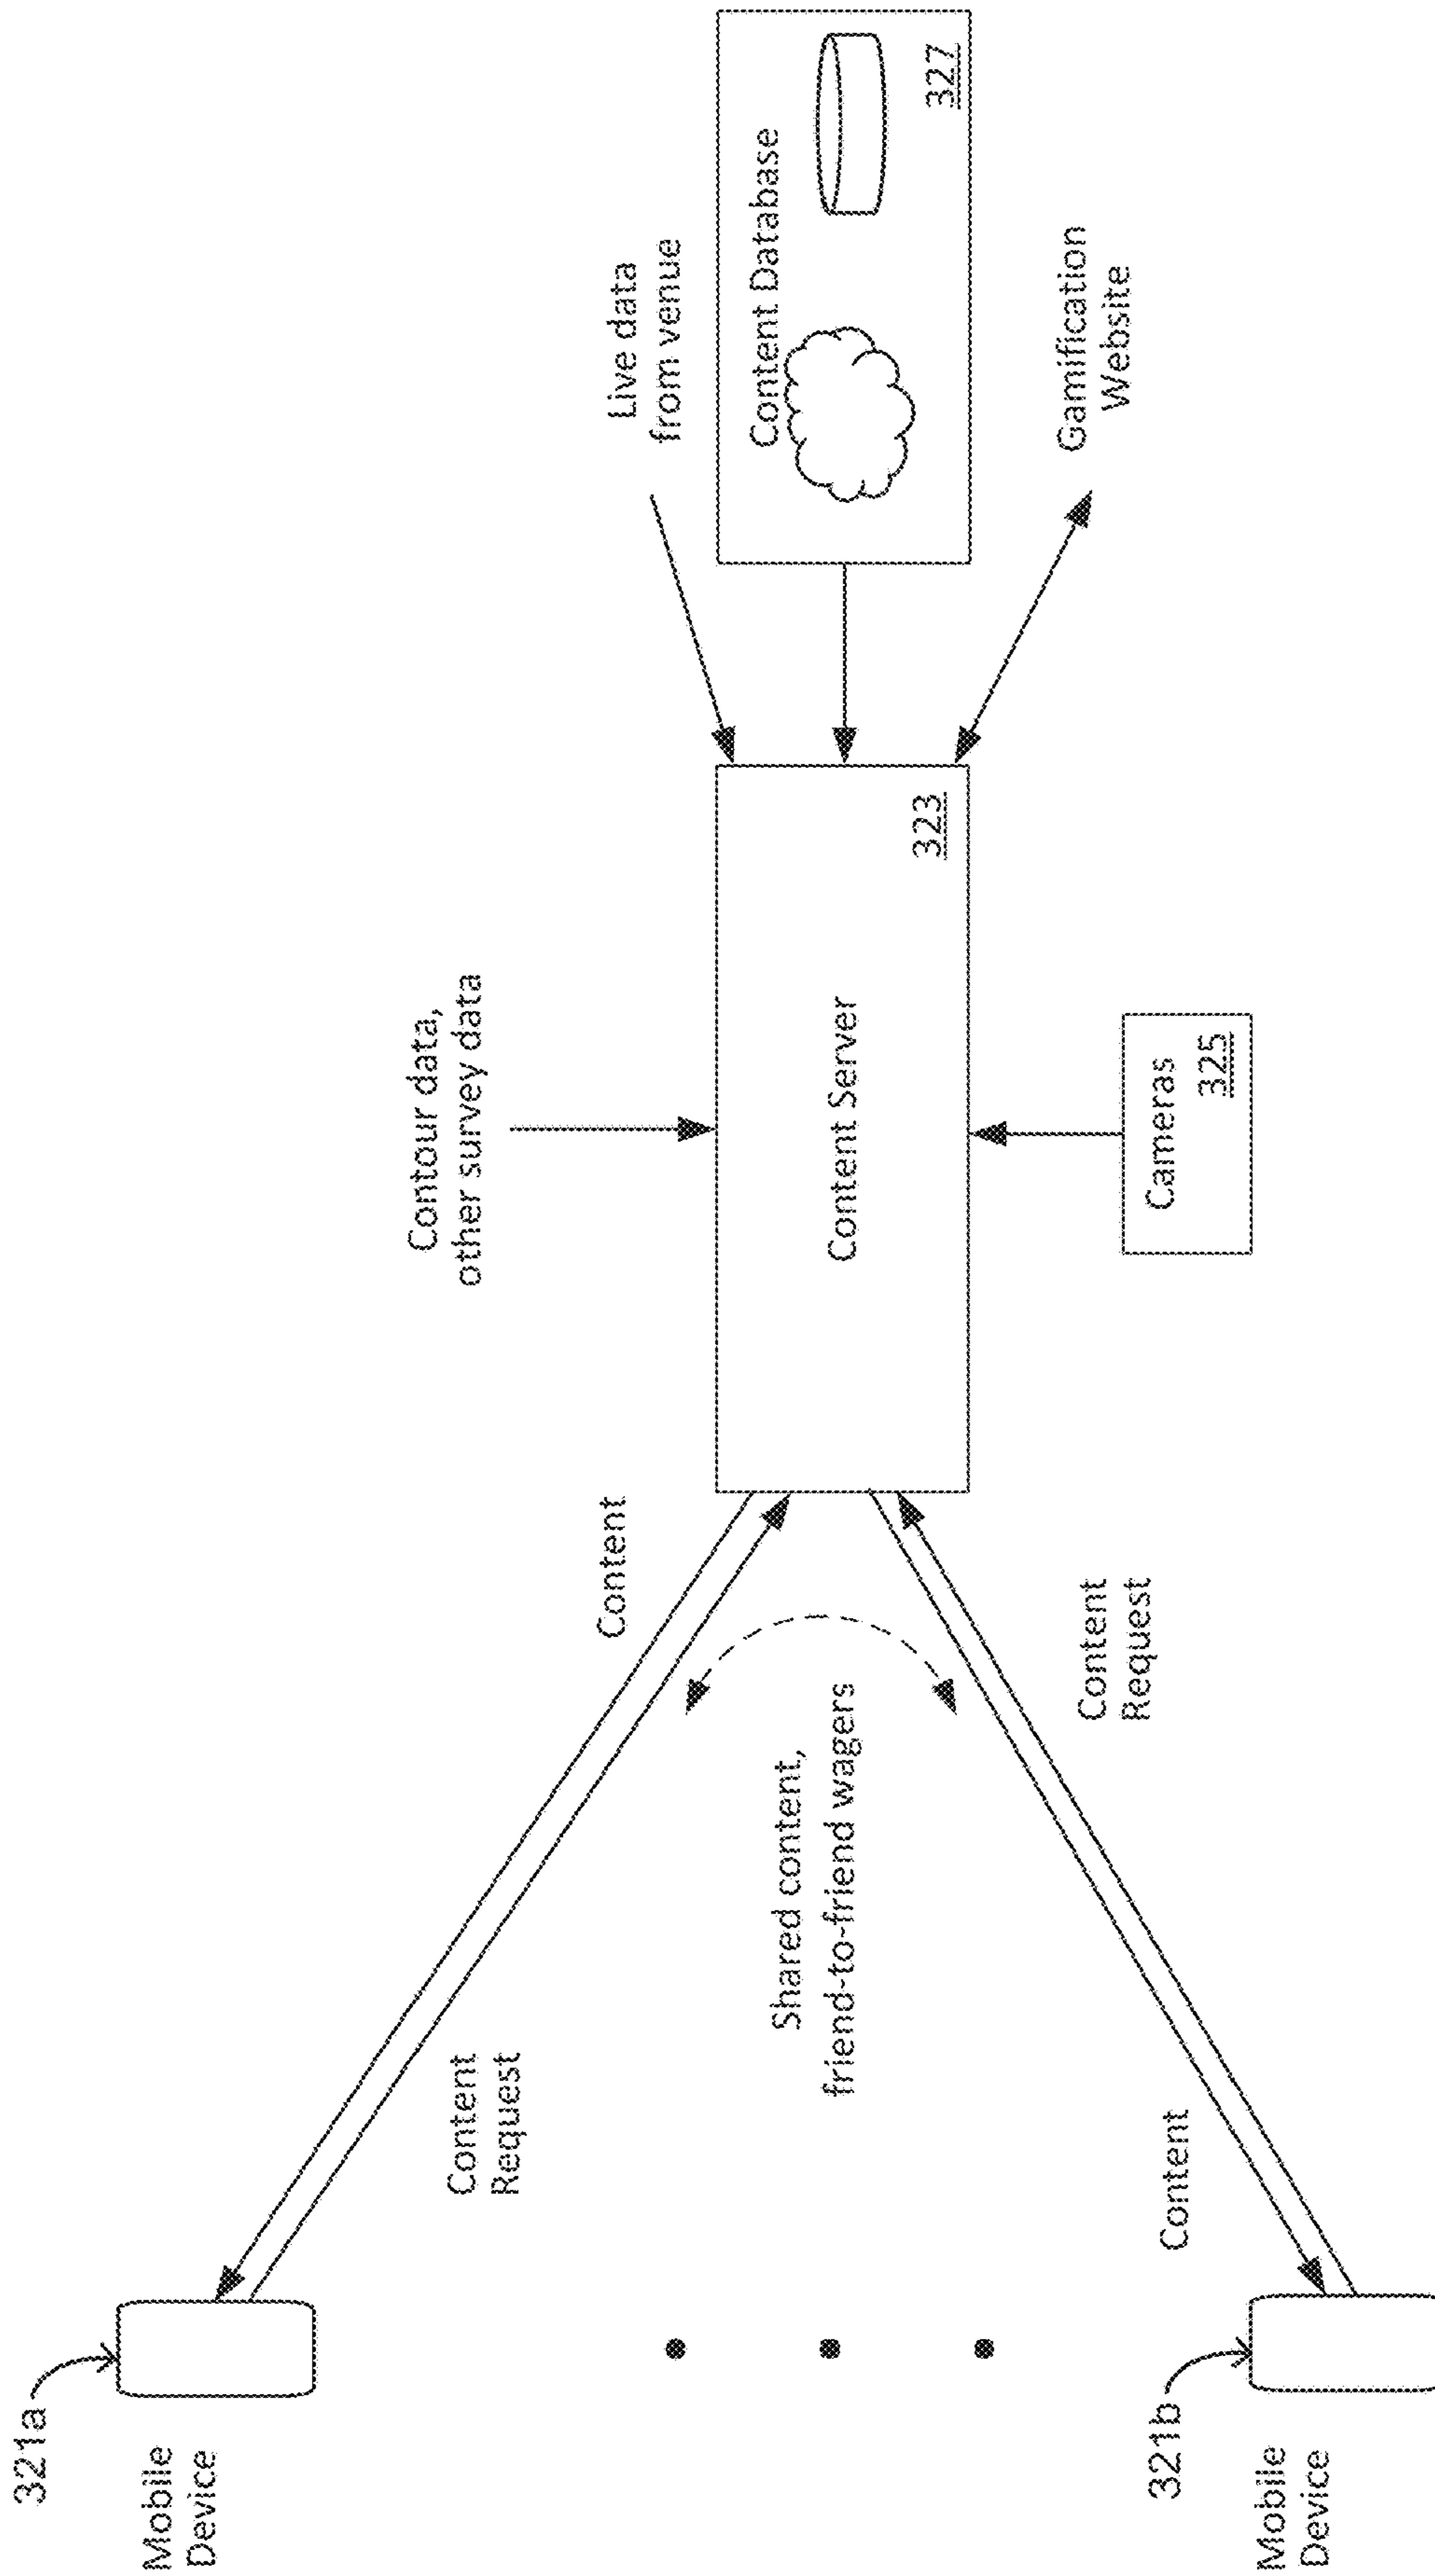 321a
Mobile
Device
Content
Request
Content
Contour data,
other survey data
Live data
from venue
Shared content,
friend-to-friend wagers
Content Server
323
Content Database
327
321b
Mobile
Device
Content
Content
Request
Cameras
325
Gamification
Website